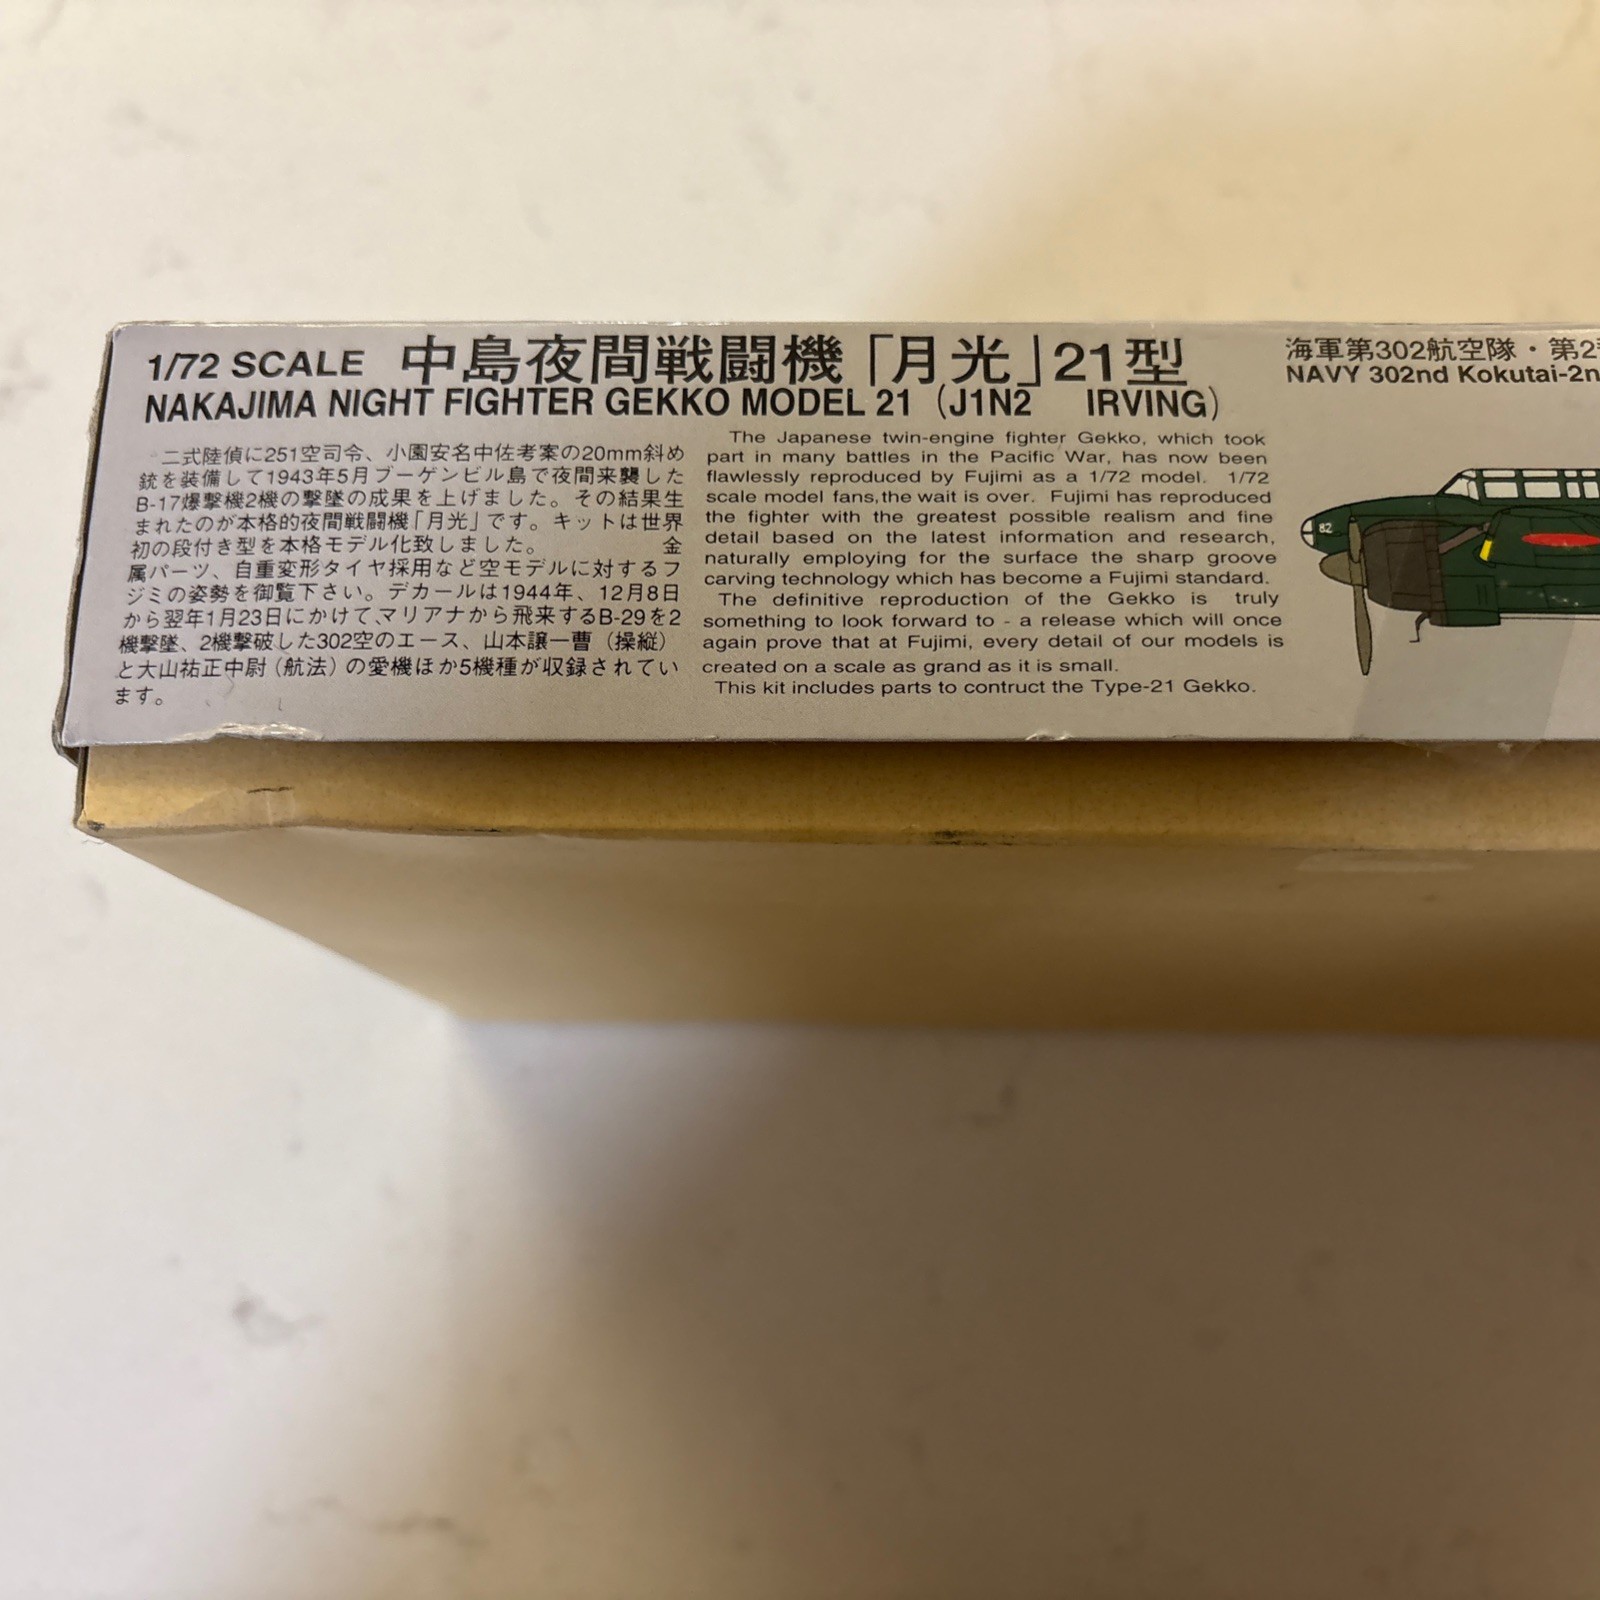 1/72 SCALE 中島夜間戦闘機「月光」21型
NAKAJIMA NIGHT FIGHTER GEKKO MODEL 21 (J1N2 IRVING)
二式陸偵に251空司令、小園安名中佐考案の20mm斜め
銃を装備して1943年5月ブーゲンビル島で夜間来襲した
B-17爆撃機2機の撃墜の成果を上げました。その結果生
まれたのが本格的夜間戦闘機「月光」です。キットは世界
初の段付き型を本格モデル化致しました。 金
属パーツ、自重変形タイヤ採用など空モデルに対するフ
ジミの姿勢を御覧下さい。デカールは1944年、12月8日
から翌年1月23日にかけて、マリアナから飛来するB-29を2
機撃墜、2機撃破した302空のエース、山本譲一曹（操縦）
と大山祐正中尉（航法）の愛機ほか5機種が収録されてい
ます。
The Japanese twin-engine fighter Gekko, which took
part in many battles in the Pacific War, has now been
flawlessly reproduced by Fujimi as a 1/72 model. 1/72
scale model fans, the wait is over. Fujimi has reproduced
the fighter with the greatest possible realism and fine
detail based on the latest information and research,
naturally employing for the surface the sharp groove
carving technology which has become a Fujimi standard.
The definitive reproduction of the Gekko is truly
something to look forward to - a release which will once
again prove that at Fujimi, every detail of our models is
created on a scale as grand as it is small.
This kit includes parts to contruct the Type-21 Gekko.
海軍第302航空隊・第2
NAVY 302nd Kokutai-2n
82